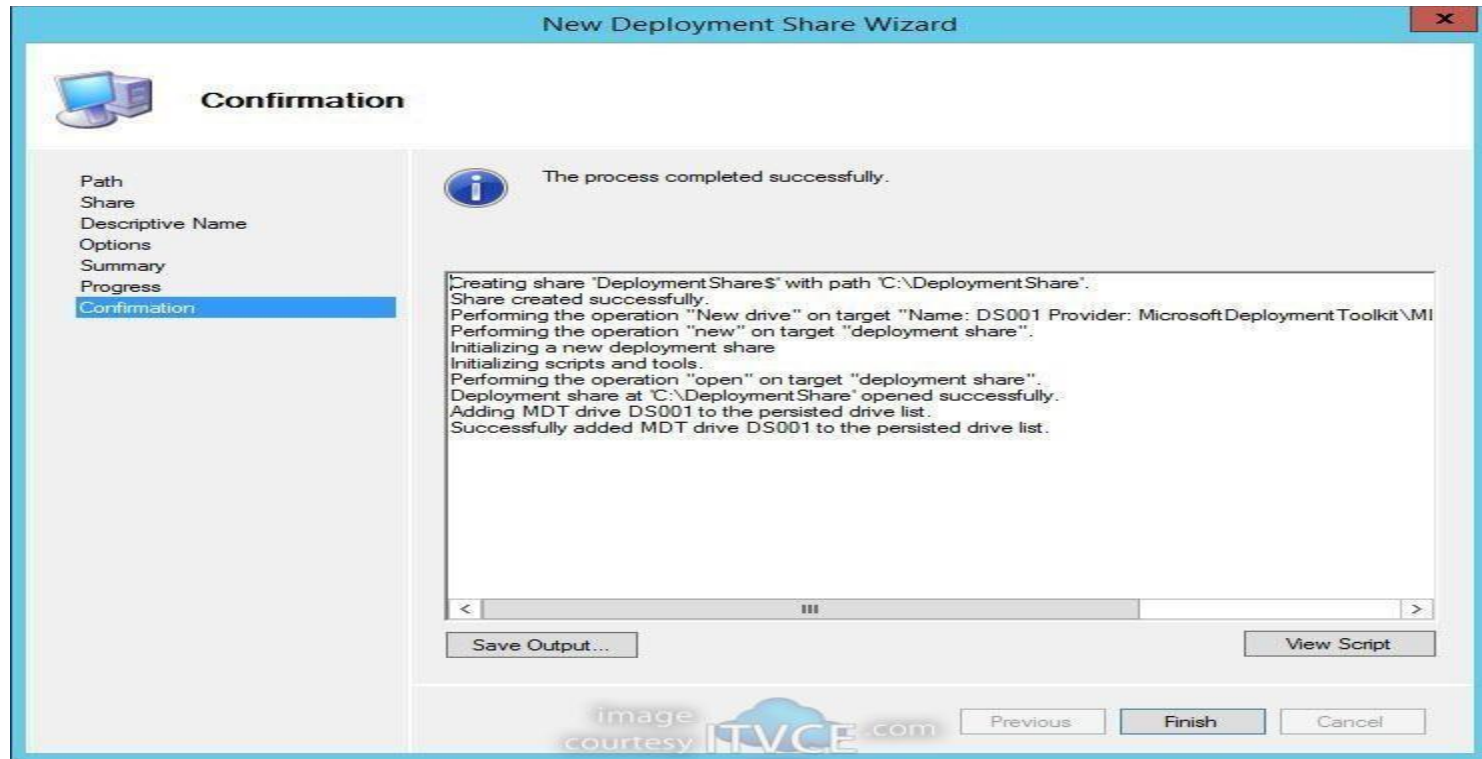 New Deployment Share Wizard
x
Confirmation
Path
Share
Descriptive Name
Options
Summary
Progress
Confirmation
The process completed successfully.
Creating share 'DeploymentShare$' with path 'C:\DeploymentShare'.
Share created successfully.
Performing the operation "New drive" on target "Name: DS001 Provider: MicrosoftDeploymentToolkit\MI
Performing the operation "new" on target "deployment share".
Initializing a new deployment share
Initializing scripts and tools.
Performing the operation "open" on target "deployment share".
Deployment share at 'C:\DeploymentShare' opened successfully.
Adding MDT drive DS001 to the persisted drive list.
Successfully added MDT drive DS001 to the persisted drive list.
Save Output...
View Script
image courtesy ITVCE.com
Previous
Finish
Cancel